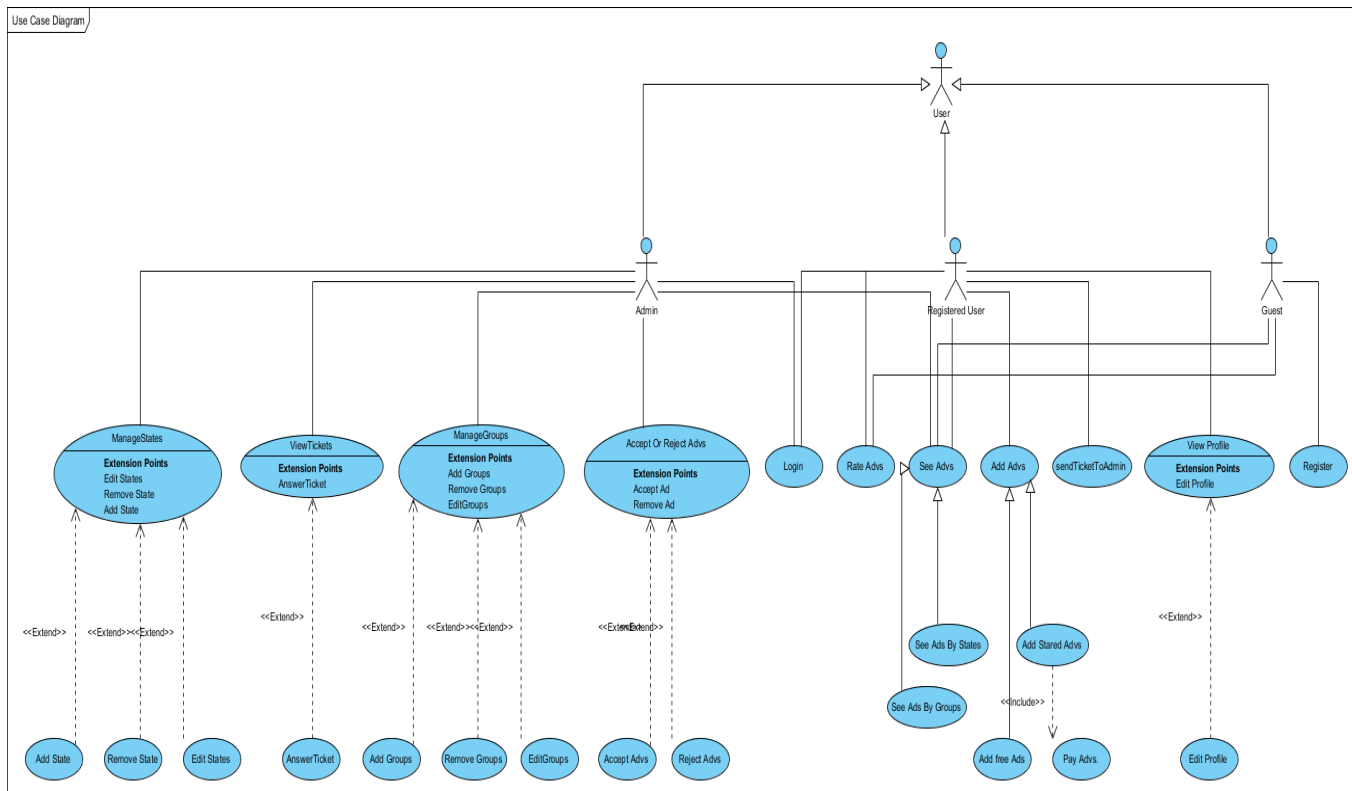 Use Case Diagram
User
Admin
Registered User
Guest
ManageStates
Extension Points
Edit States
Remove State
Add State
ViewTickets
Extension Points
AnswerTicket
ManageGroups
Extension Points
Add Groups
Remove Groups
EditGroups
Accept Or Reject Advs
Extension Points
Accept Ad
Remove Ad
Login
Rate Advs
See Advs
Add Advs
sendTicketToAdmin
View Profile
Extension Points
Edit Profile
Register
<<Extend>>
<<Extend>>
<<Extend>>
<<Extend>>
<<Extend>>
<<Extend>>
<<Extend>>
<<Extend>>
<<Extend>>
<<Extend>>
See Ads By States
Add Stared Advs
See Ads By Groups
<<Include>>
Add State
Remove State
Edit States
AnswerTicket
Add Groups
Remove Groups
EditGroups
Accept Advs
Reject Advs
Add free Ads
Pay Advs.
Edit Profile